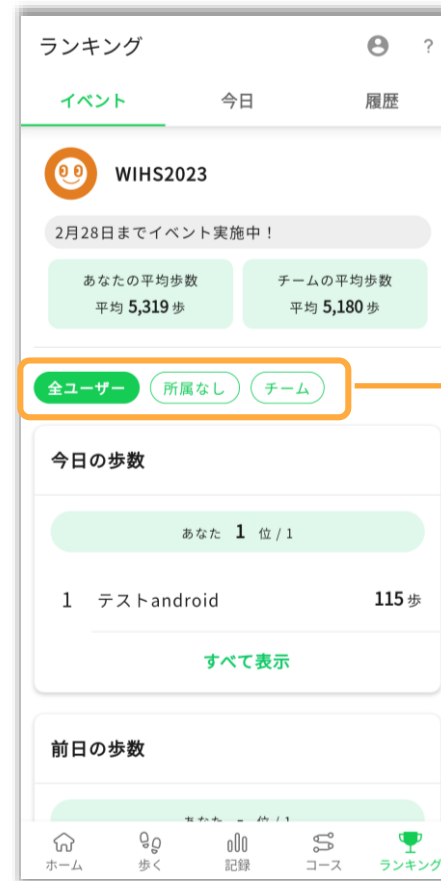 ランキング ?
イベント 今日 履歴
WIHS2023
2月28日までイベント実施中！
あなたの平均歩数 チームの平均歩数
平均 5,319 歩 平均 5,180 歩
全ユーザー 所属なし チーム
今日の歩数
あなた 1 位 / 1
1 テストandroid 115 歩
すべて表示
前日の歩数
あなた - 位 / 1
ホーム 歩く 記録 コース ランキング